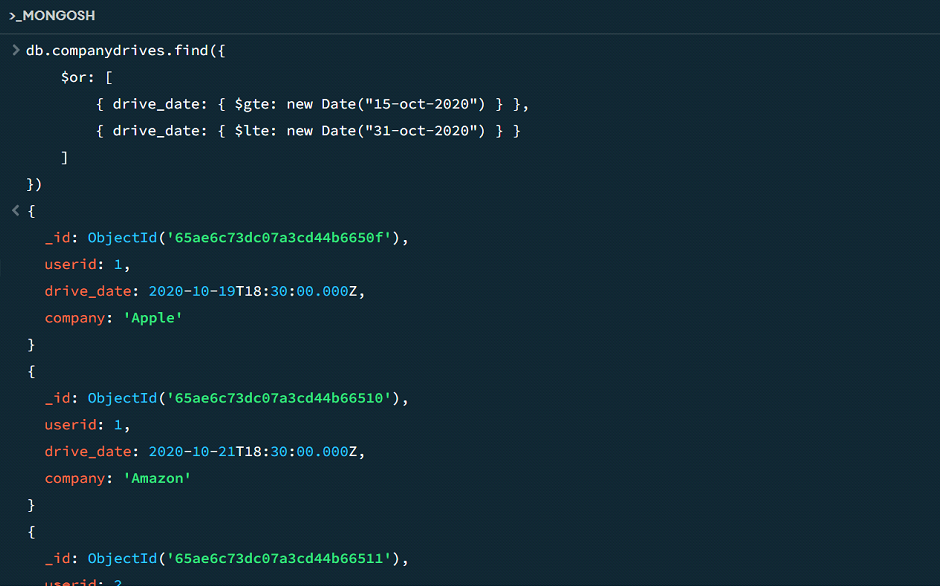 >_MONGOSH
> db.companydrives.find({
$or: [
{ drive_date: { $gte: new Date("15-oct-2020") } },
{ drive_date: { $lte: new Date("31-oct-2020") } }
]
})
< {
_id: ObjectId('65ae6c73dc07a3cd44b6650f'),
userid: 1,
drive_date: 2020-10-19T18:30:00.000Z,
company: 'Apple'
}
{
_id: ObjectId('65ae6c73dc07a3cd44b66510'),
userid: 1,
drive_date: 2020-10-21T18:30:00.000Z,
company: 'Amazon'
}
{
_id: ObjectId('65ae6c73dc07a3cd44b66511'),
userid: 2